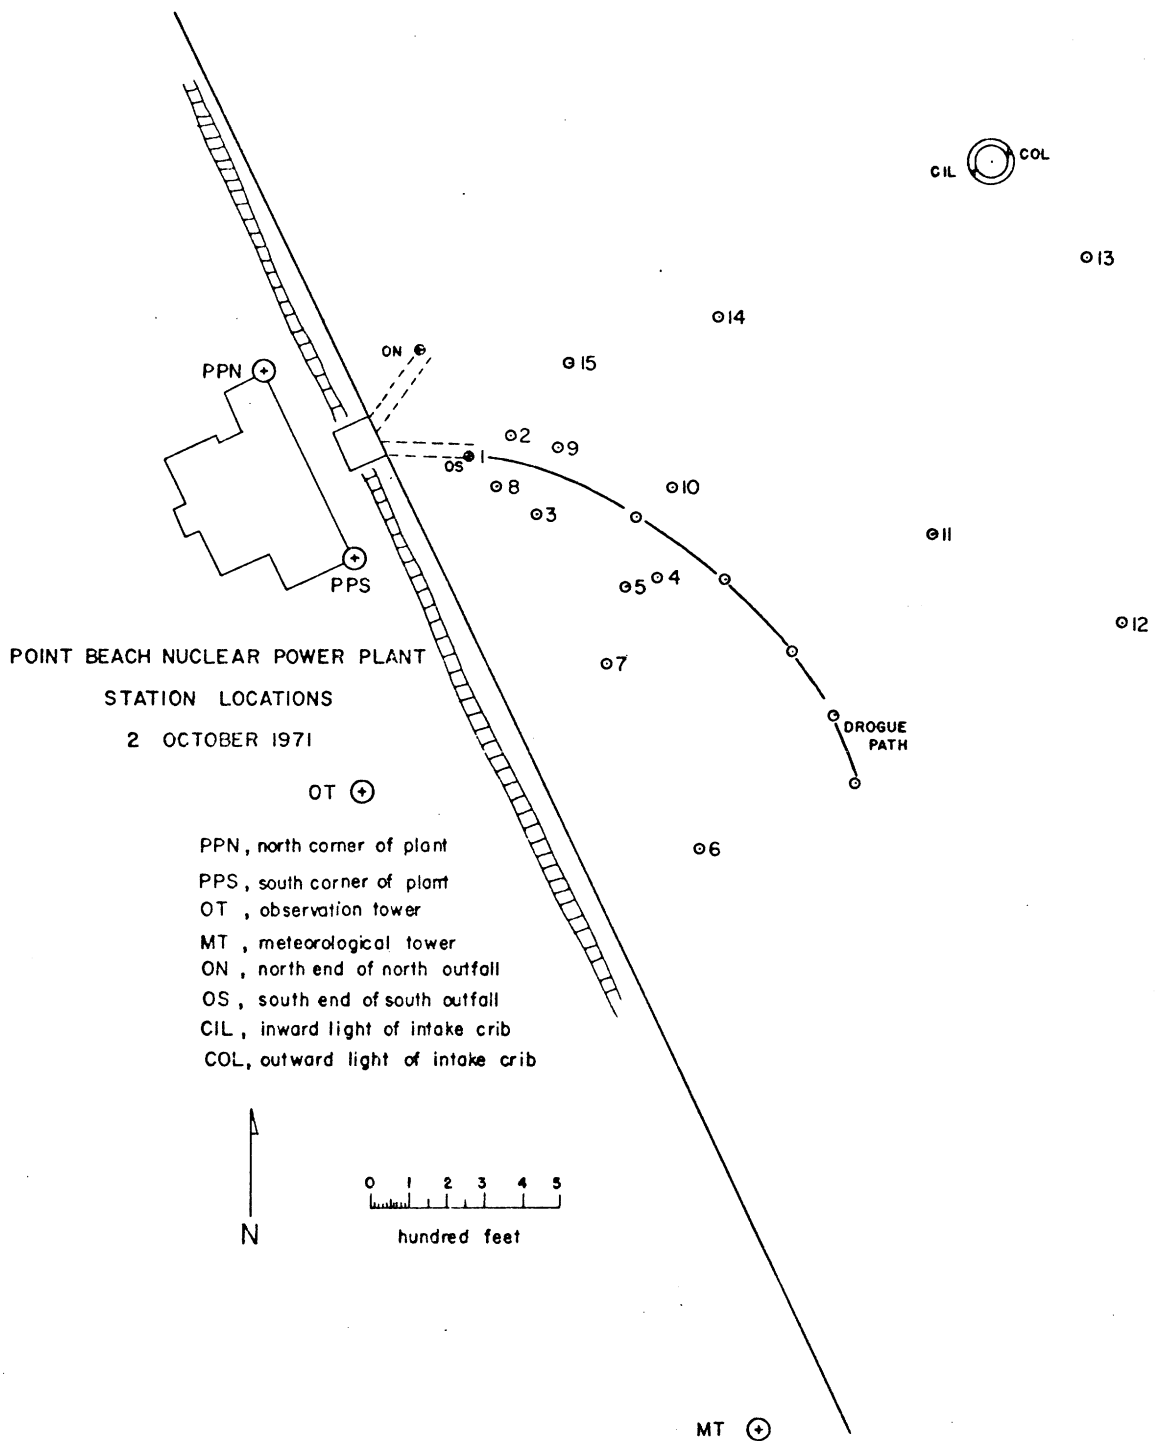 COL
CIL
13
14
ON
15
PPN
2
9
OS
1
8
10
3
11
5
4
PPS
12
7
POINT BEACH NUCLEAR POWER PLANT
STATION LOCATIONS
2 OCTOBER 1971
DROGUE
PATH
OT
6
PPN, north corner of plant
PPS, south corner of plant
OT, observation tower
MT, meteorological tower
ON, north end of north outfall
OS, south end of south outfall
CIL, inward light of intake crib
COL, outward light of intake crib
0 1 2 3 4 5
hundred feet
N
MT